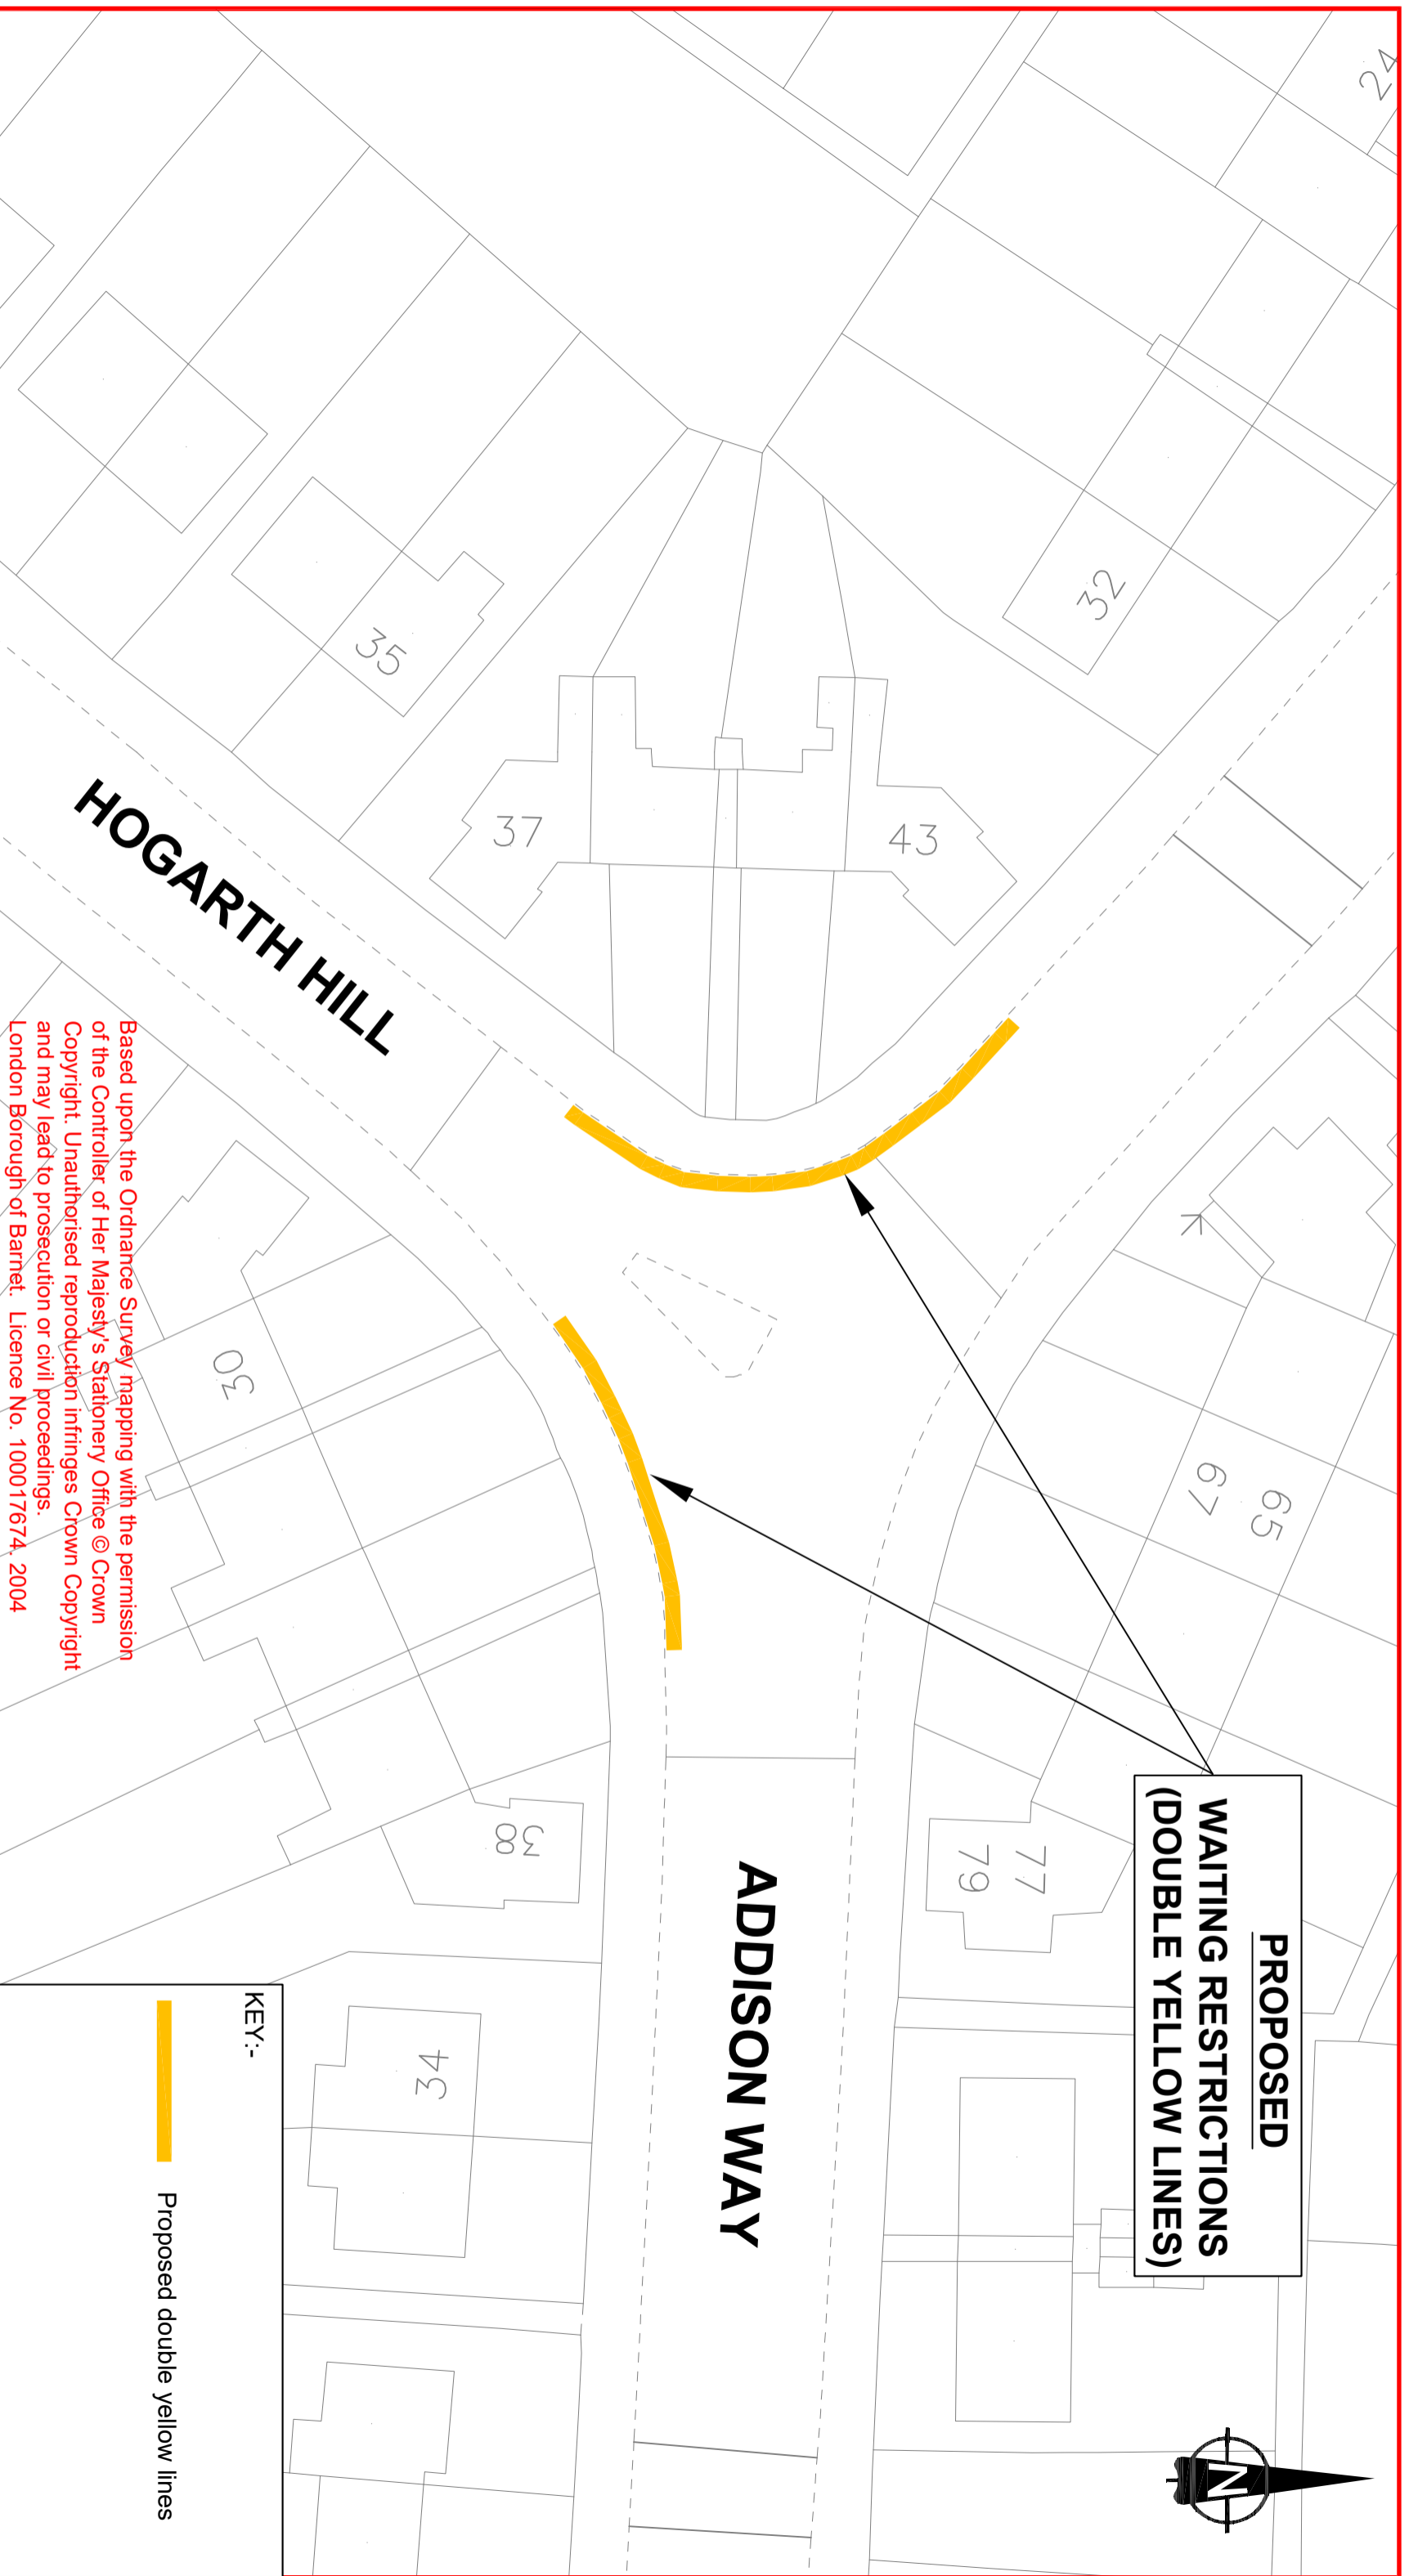 PROPOSED
WAITING RESTRICTIONS
(DOUBLE YELLOW LINES)
N
24
32
65
67
77
79
43
37
35
HOGARTH HILL
ADDISON WAY
30
38
34
KEY:-
Proposed double yellow lines
Based upon the Ordnance Survey mapping with the permission
of the Controller of Her Majesty's Stationery Office © Crown
Copyright. Unauthorised reproduction infringes Crown Copyright
and may lead to prosecution or civil proceedings.
London Borough of Barnet. Licence No. 100017674. 2004